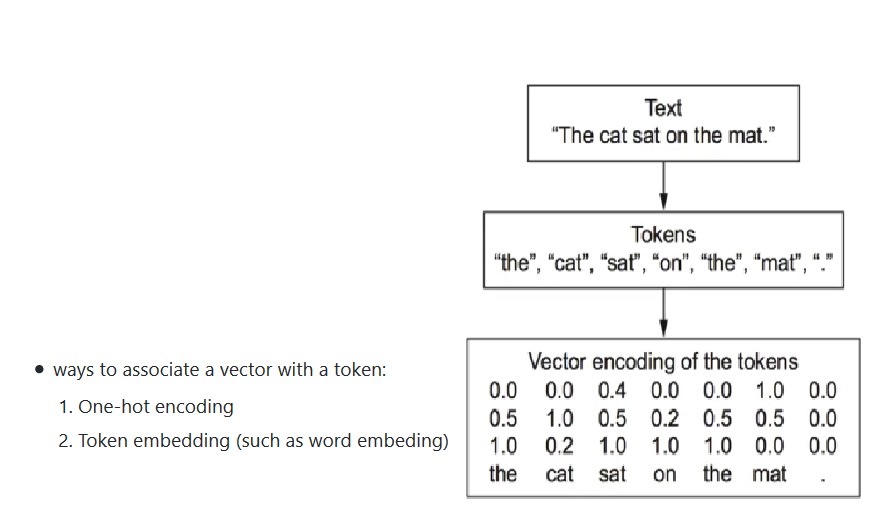 Text
“The cat sat on the mat.”
Tokens
“the”, “cat”, “sat”, “on”, “the”, “mat”, “.”
● ways to associate a vector with a token:
1. One-hot encoding
2. Token embedding (such as word embeding)
Vector encoding of the tokens
0.0 0.0 0.4 0.0 0.0 1.0 0.0
0.5 1.0 0.5 0.2 0.5 0.5 0.0
1.0 0.2 1.0 1.0 1.0 0.0 0.0
the cat sat on the mat .